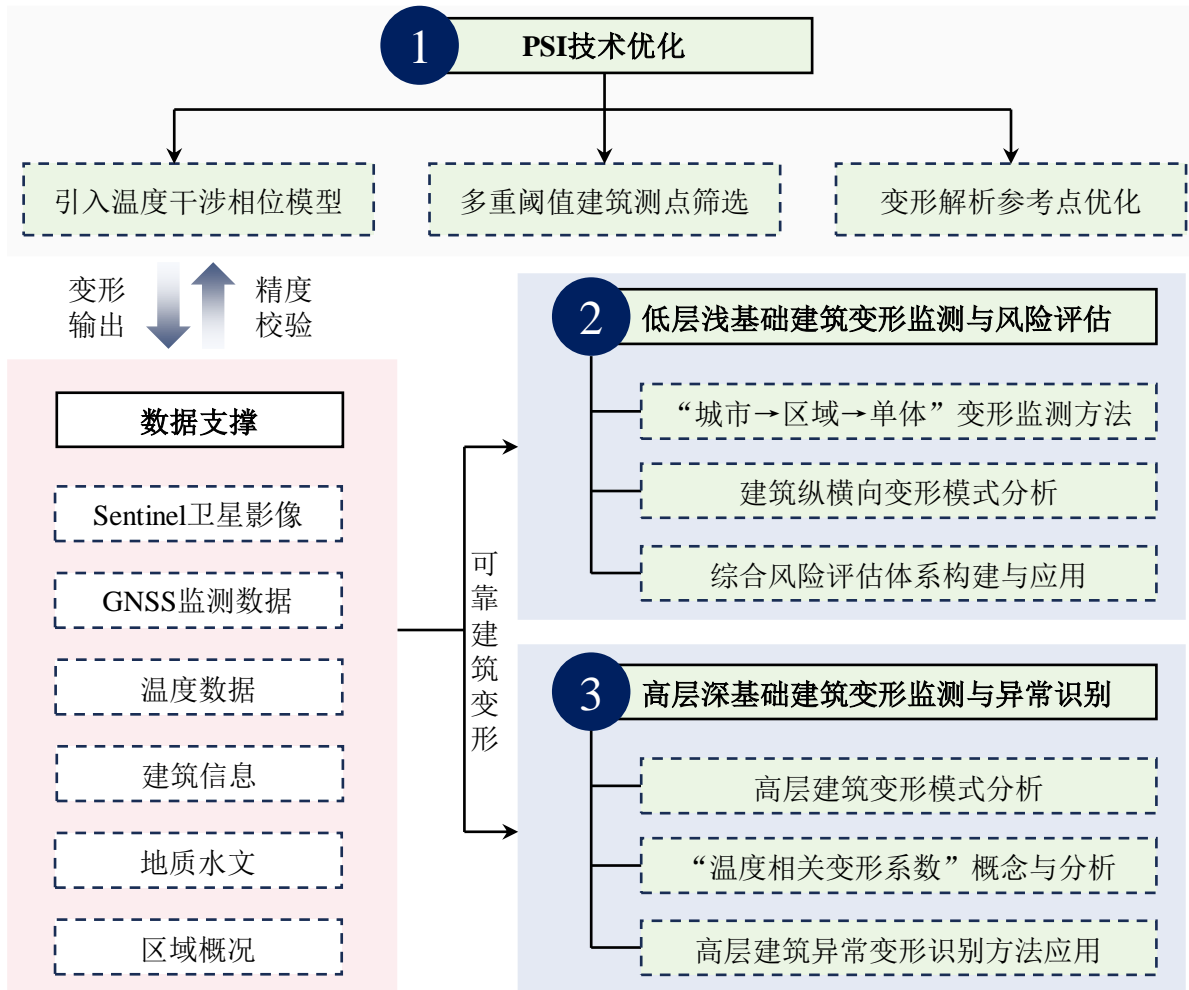 1
PSI技术优化
引入温度干涉相位模型
多重阈值建筑测点筛选
变形解析参考点优化
变形
输出
精度
校验
数据支撑
Sentinel卫星影像
GNSS监测数据
温度数据
建筑信息
地质水文
区域概况
可靠建筑变形
2
低层浅基础建筑变形监测与风险评估
“城市→区域→单体”变形监测方法
建筑纵横向变形模式分析
综合风险评估体系构建与应用
3
高层深基础建筑变形监测与异常识别
高层建筑变形模式分析
“温度相关变形系数”概念与分析
高层建筑异常变形识别方法应用